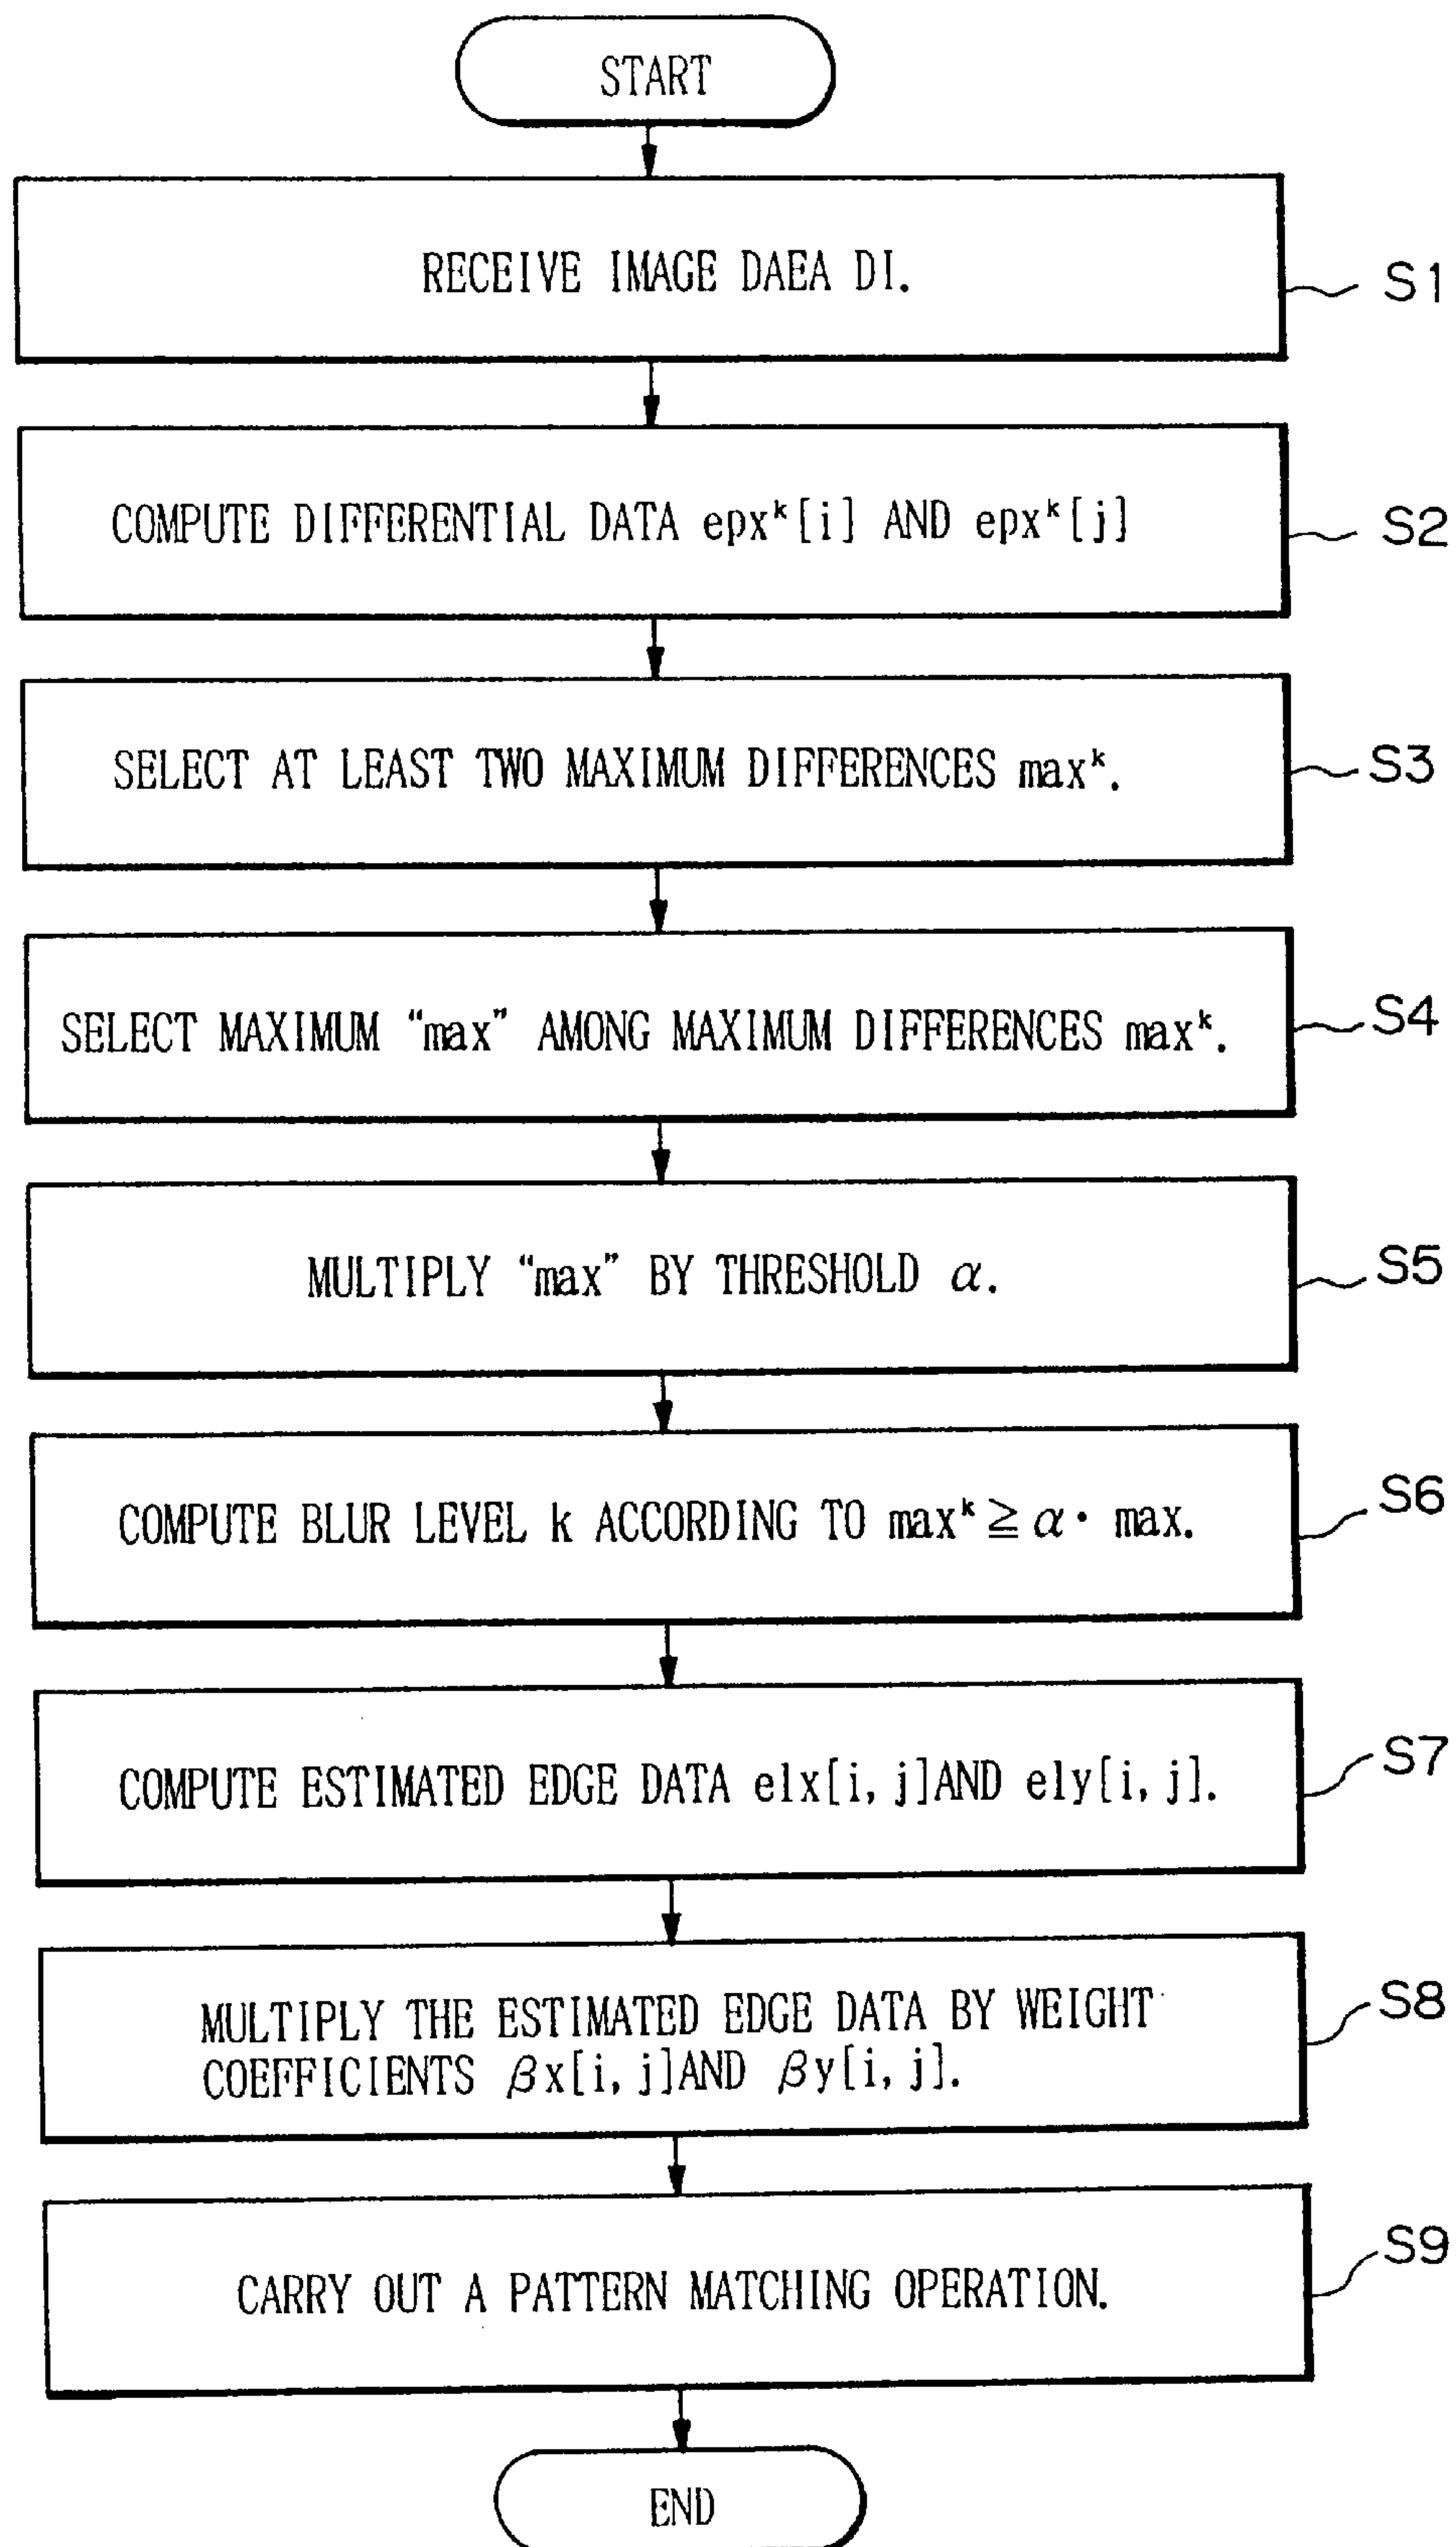 START
RECEIVE IMAGE DAEA DI.
S1
COMPUTE DIFFERENTIAL DATA epxᵏ[i] AND epxᵏ[j]
S2
SELECT AT LEAST TWO MAXIMUM DIFFERENCES maxᵏ.
S3
SELECT MAXIMUM “max” AMONG MAXIMUM DIFFERENCES maxᵏ.
S4
MULTIPLY “max” BY THRESHOLD α.
S5
COMPUTE BLUR LEVEL k ACCORDING TO maxᵏ ≧ α· max.
S6
COMPUTE ESTIMATED EDGE DATA elx[i, j]AND ely[i, j].
S7
MULTIPLY THE ESTIMATED EDGE DATA BY WEIGHT
COEFFICIENTS βx[i, j]AND βy[i, j].
S8
CARRY OUT A PATTERN MATCHING OPERATION.
S9
END